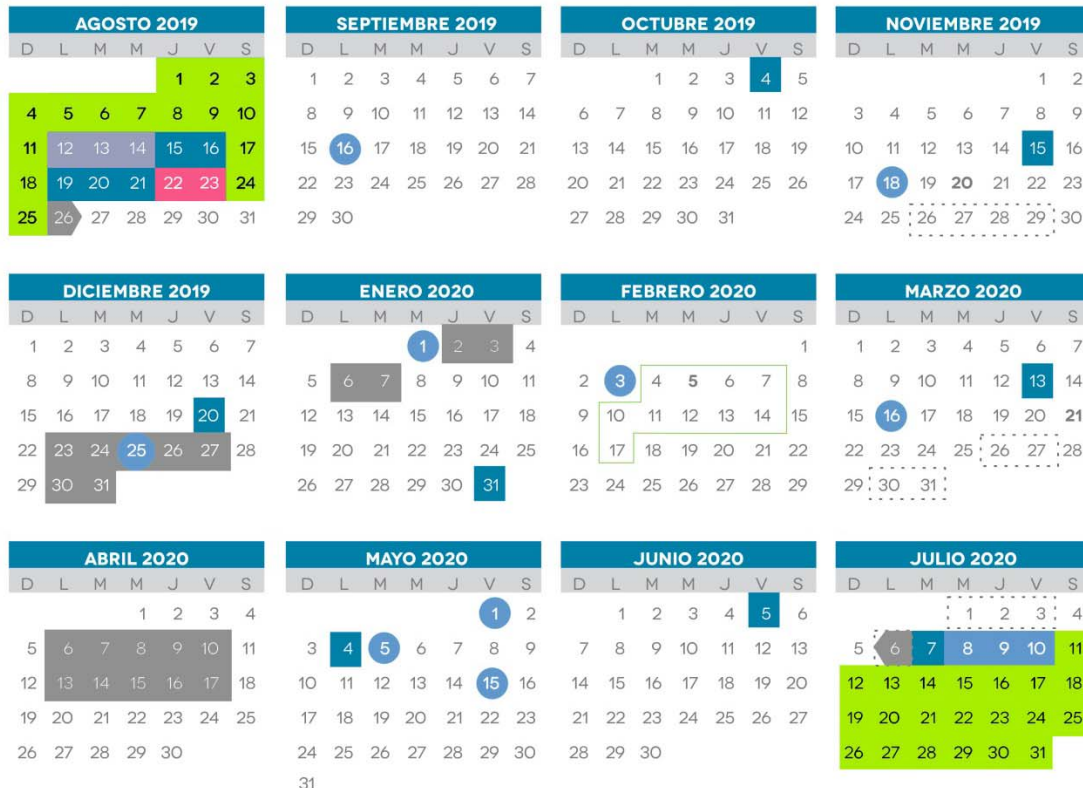 AGOSTO 2019
D L M M J V S
1 2 3
4 5 6 7 8 9 10
11 12 13 14 15 16 17
18 19 20 21 22 23 24
25 26 27 28 29 30 31
SEPTIEMBRE 2019
D L M M J V S
1 2 3 4 5 6 7
8 9 10 11 12 13 14
15 16 17 18 19 20 21
22 23 24 25 26 27 28
29 30
OCTUBRE 2019
D L M M J V S
1 2 3 4 5
6 7 8 9 10 11 12
13 14 15 16 17 18 19
20 21 22 23 24 25 26
27 28 29 30 31
NOVIEMBRE 2019
D L M M J V S
1 2
3 4 5 6 7 8 9
10 11 12 13 14 15 16
17 18 19 20 21 22 23
24 25 26 27 28 29 30
DICIEMBRE 2019
D L M M J V S
1 2 3 4 5 6 7
8 9 10 11 12 13 14
15 16 17 18 19 20 21
22 23 24 25 26 27 28
29 30 31
ENERO 2020
D L M M J V S
1 2 3 4
5 6 7 8 9 10 11
12 13 14 15 16 17 18
19 20 21 22 23 24 25
26 27 28 29 30 31
FEBRERO 2020
D L M M J V S
1
2 3 4 5 6 7 8
9 10 11 12 13 14 15
16 17 18 19 20 21 22
23 24 25 26 27 28 29
MARZO 2020
D L M M J V S
1 2 3 4 5 6 7
8 9 10 11 12 13 14
15 16 17 18 19 20 21
22 23 24 25 26 27 28
29 30 31
ABRIL 2020
D L M M J V S
1 2 3 4
5 6 7 8 9 10 11
12 13 14 15 16 17 18
19 20 21 22 23 24 25
26 27 28 29 30
MAYO 2020
D L M M J V S
1 2
3 4 5 6 7 8 9
10 11 12 13 14 15 16
17 18 19 20 21 22 23
24 25 26 27 28 29 30
31
JUNIO 2020
D L M M J V S
1 2 3 4 5 6
7 8 9 10 11 12 13
14 15 16 17 18 19 20
21 22 23 24 25 26 27
28 29 30
JULIO 2020
D L M M J V S
1 2 3 4
5 6 7 8 9 10 11
12 13 14 15 16 17 18
19 20 21 22 23 24 25
26 27 28 29 30 31